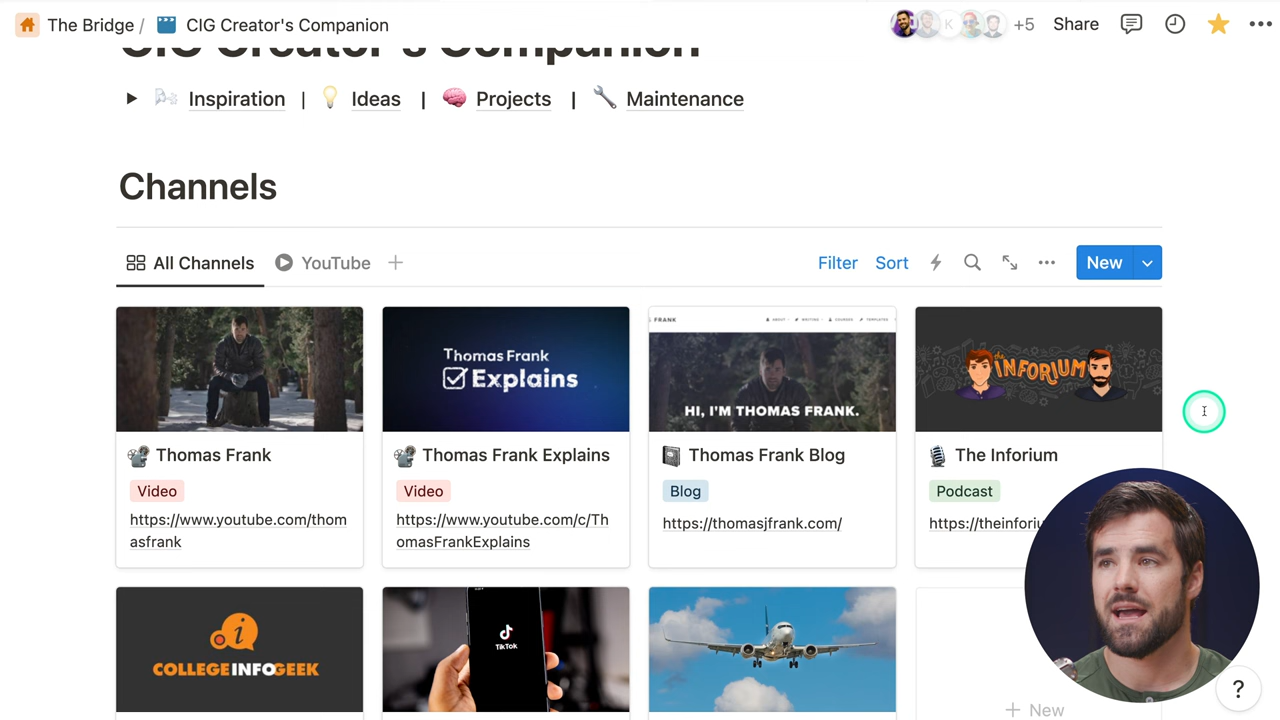 The Bridge / CIG Creator's Companion
K
+5 Share
CIG Creator's Companion
Inspiration | Ideas | Projects | Maintenance
Channels
All Channels YouTube
Filter Sort New
Thomas Frank
Explains
FRANK
HI, I'M THOMAS FRANK.
the INFORIUM
Thomas Frank
Video
https://www.youtube.com/thom
asfrank
Thomas Frank Explains
Video
https://www.youtube.com/c/Th
omasFrankExplains
Thomas Frank Blog
Blog
https://thomasjfrank.com/
The Inforium
Podcast
i
COLLEGE INFOGEEK
TikTok
+ New
?